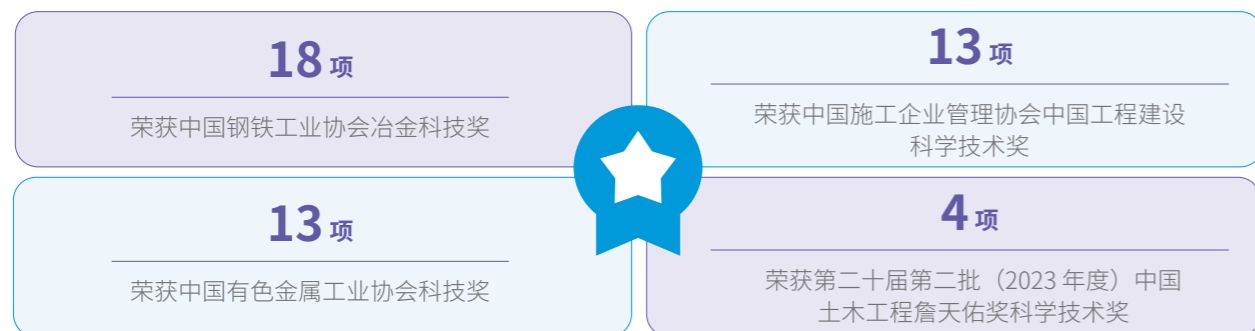 18 项
荣获中国钢铁工业协会冶金科技奖
13 项
荣获中国施工企业管理协会中国工程建设
科学技术奖
13 项
荣获中国有色金属工业协会科技奖
4 项
荣获第二十届第二批（2023 年度）中国
土木工程詹天佑奖科学技术奖